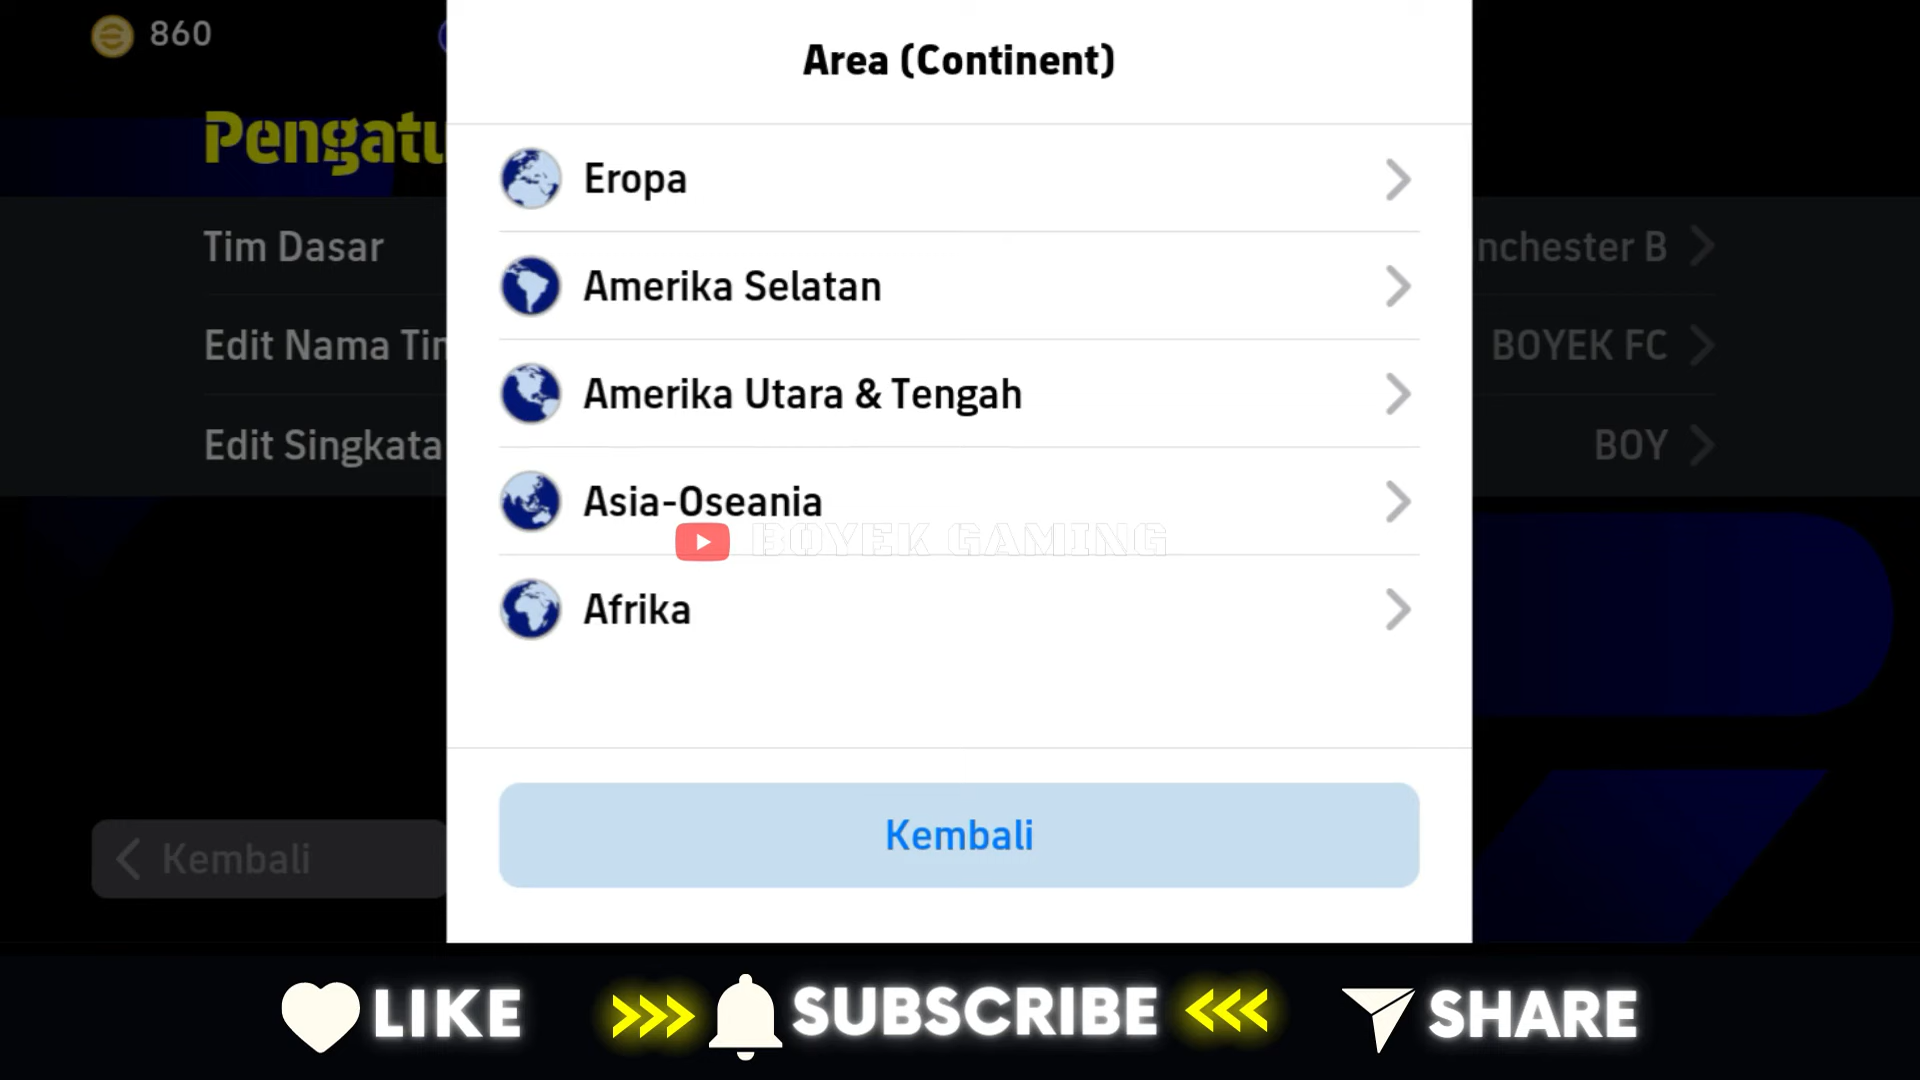 860
Area (Continent)
Pengatu
Eropa
Tim Dasar
nchester B
Amerika Selatan
Edit Nama Tim
BOYEK FC
Amerika Utara & Tengah
Edit Singkata
BOY
Asia-Oseania
BOYEK GAMING
Afrika
Kembali
Kembali
LIKE
SUBSCRIBE
SHARE